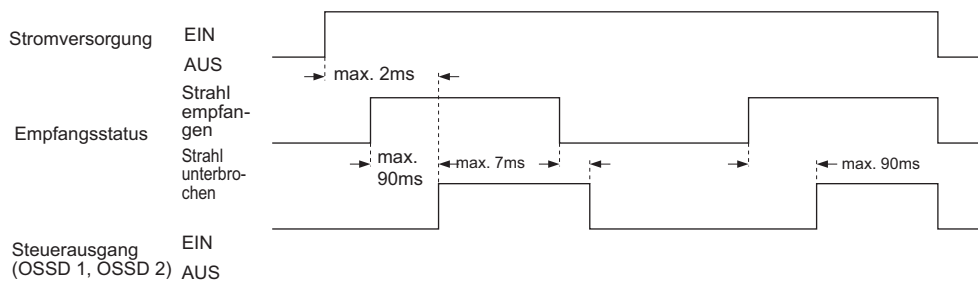 Stromversorgung
EIN
AUS
max. 2ms
Empfangsstatus
Strahl
empfan-
gen
Strahl
unterbro-
chen
max.
90ms
max. 7ms
max. 90ms
Steuerausgang
(OSSD 1, OSSD 2)
EIN
AUS